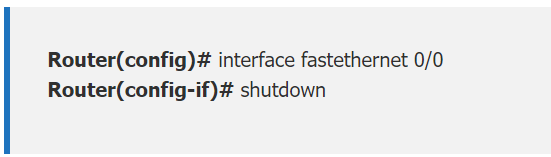 Router(config)# interface fastethernet 0/0
Router(config-if)# shutdown